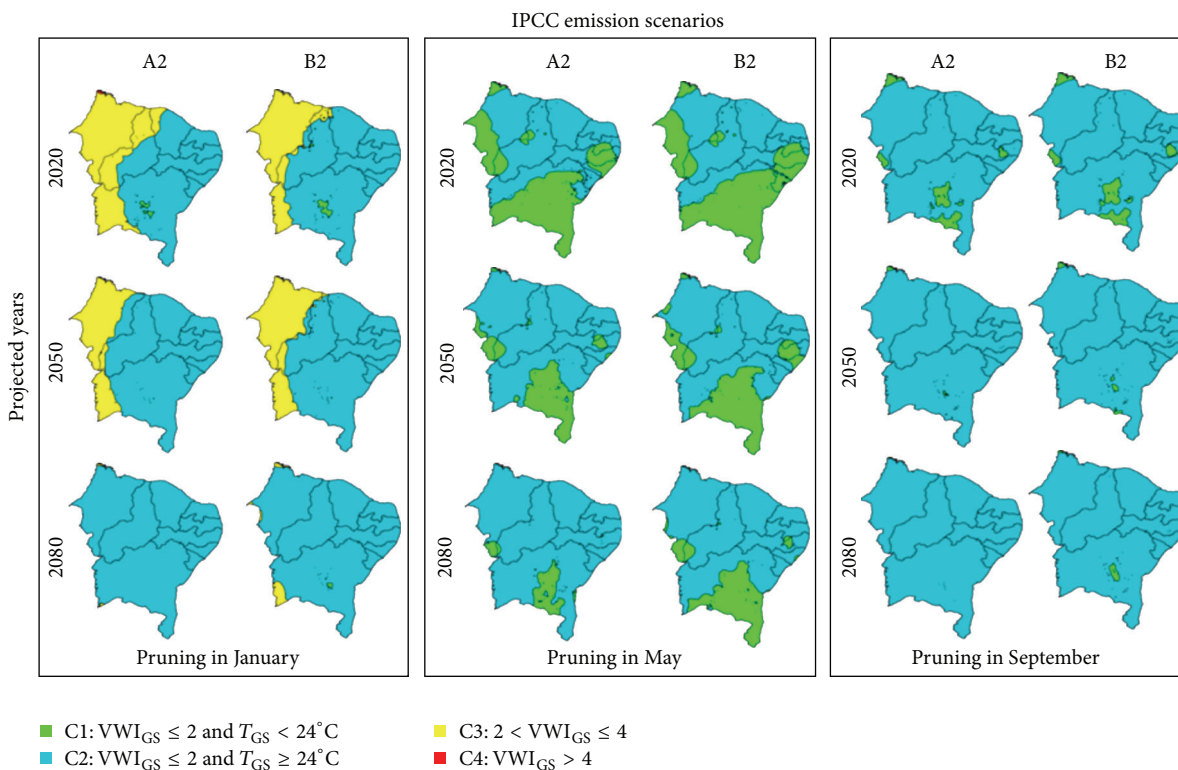 IPCC emission scenarios
A2 B2 A2 B2 A2 B2
2020 2020 2020
Projected years
2050 2050 2050
2080 2080 2080
Pruning in January Pruning in May Pruning in September
C1: VWI_GS ≤ 2 and T_GS < 24°C C3: 2 < VWI_GS ≤ 4
C2: VWI_GS ≤ 2 and T_GS ≥ 24°C C4: VWI_GS > 4